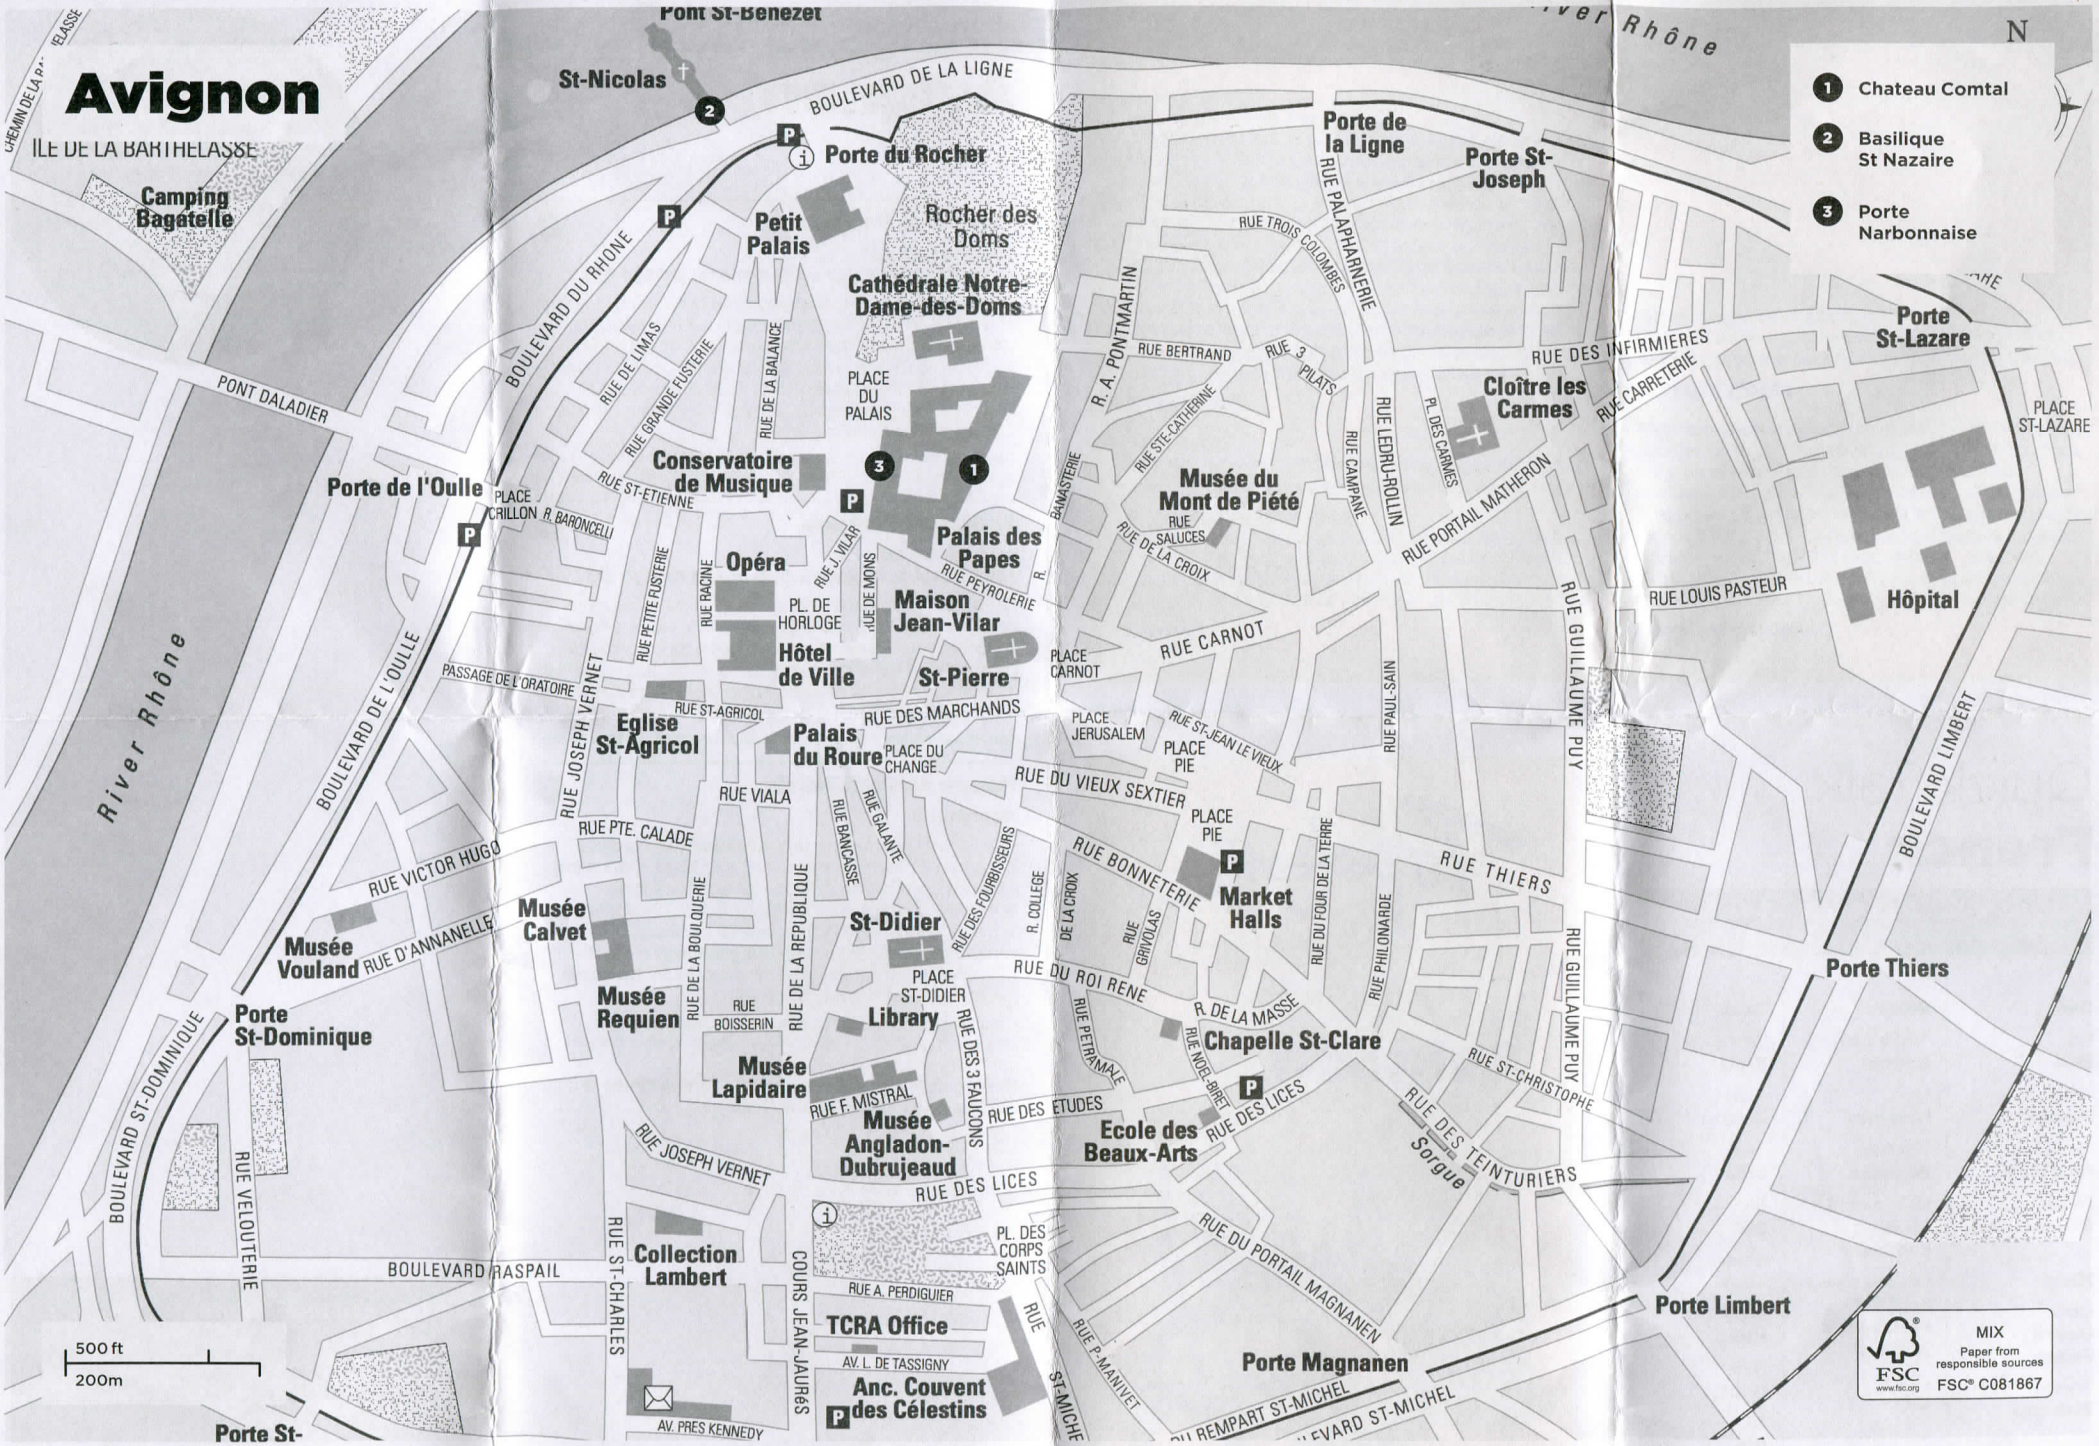 Pont St-Bénézet
River Rhône
N
Avignon
ILE DE LA BARTHELASSE
Camping
Bagatelle
St-Nicolas
2
P
i
BOULEVARD DE LA LIGNE
Porte du Rocher
Porte de
la Ligne
Porte St-
Joseph
1 Chateau Comtal
2 Basilique
St Nazaire
3 Porte
Narbonnaise
P
Petit
Palais
Rocher des
Doms
BOULEVARD DU RHONE
RUE TROIS COLOMBES
RUE PALAPHARNERIE
Cathédrale Notre-
Dame-des-Doms
R. A. PONTMARTIN
Porte
St-Lazare
RUE DE LIMAS
RUE GRANDE FUSTERIE
RUE DE LA BALANCE
PLACE
DU
PALAIS
RUE BERTRAND
RUE 3
PILATS
RUE DES INFIRMIERES
RUE CARRETERIE
Cloître les
Carmes
PL. DES CARMES
RUE STE-CATHERINE
RUE LEDRU-ROLLIN
RUE CAMPANE
PLACE
ST-LAZARE
PONT DALADIER
Porte de l'Oulle
PLACE
CRILLON
R. BARONCELLI
P
RUE ST-ETIENNE
Conservatoire
de Musique
3
1
P
Palais des
Papes
R. BANASTERIE
Musée du
Mont de Piété
RUE
SALUCES
RUE DE LA CROIX
RUE PORTAIL MATHERON
RUE LOUIS PASTEUR
Hôpital
RUE PETITE FUSTERIE
RUE RACINE
Opéra
RUE J. VILAR
RUE DE MONS
PL. DE
HORLOGE
RUE PEYROLERIE
Maison
Jean-Vilar
Hôtel
de Ville
St-Pierre
PLACE
CARNOT
RUE CARNOT
RUE GUILLAUME PUY
RUE PAUL-SAIN
River Rhône
BOULEVARD DE L'OULLE
PASSAGE DE L'ORATOIRE
RUE JOSEPH VERNET
RUE ST-AGRICOL
Eglise
St-Agricol
Palais
du Roure
RUE DES MARCHANDS
PLACE DU
CHANGE
PLACE
JERUSALEM
RUE ST-JEAN LE VIEUX
PLACE
PIE
RUE DU VIEUX SEXTIER
BOULEVARD LIMBERT
RUE VIALA
RUE BANCASSE
RUE GALANTE
RUE PTE. CALADE
PLACE
PIE
P
Market
Halls
RUE BONNETERIE
RUE DU FOUR DE LA TERRE
RUE THIERS
RUE VICTOR HUGO
RUE D'ANNANELLE
Musée
Vouland
Musée
Calvet
RUE DE LA BOUQUERIE
RUE DE LA REPUBLIQUE
St-Didier
RUE DES FOURBISSEURS
R. COLLEGE
DE LA CROIX
RUE
GRIVOLAS
RUE PHILONARDE
RUE GUILLAUME PUY
Porte Thiers
Porte
St-Dominique
Musée
Requien
RUE
BOISSERIN
PLACE
ST-DIDIER
Library
RUE DU ROI RENE
R. DE LA MASSE
Chapelle St-Clare
RUE PETRAMALE
RUE NOEL-BIRET
RUE DES 3 FAUCONS
Musée
Lapidaire
RUE F. MISTRAL
Musée
Angladon-
Dubrujeaud
RUE DES ETUDES
Ecole des
Beaux-Arts
P
RUE DES LICES
RUE ST-CHRISTOPHE
RUE DES TEINTURIERS
Sorgue
BOULEVARD ST-DOMINIQUE
RUE VELOUTERIE
RUE JOSEPH VERNET
RUE DES LICES
i
PL. DES
CORPS
SAINTS
RUE DU PORTAIL MAGNANEN
BOULEVARD RASPAIL
RUE ST-CHARLES
Collection
Lambert
COURS JEAN-JAURèS
RUE A. PERDIGUIER
TCRA Office
AV. L. DE TASSIGNY
Anc. Couvent
des Célestins
P
RUE
ST-MICHE
RUE P-MANIVET
Porte Magnanen
Porte Limbert
DU REMPART ST-MICHEL
LEVARD ST-MICHEL
AV. PRES KENNEDY
500 ft
200m
Porte St-
FSC
www.fsc.org
MIX
Paper from
responsible sources
FSC® C081867